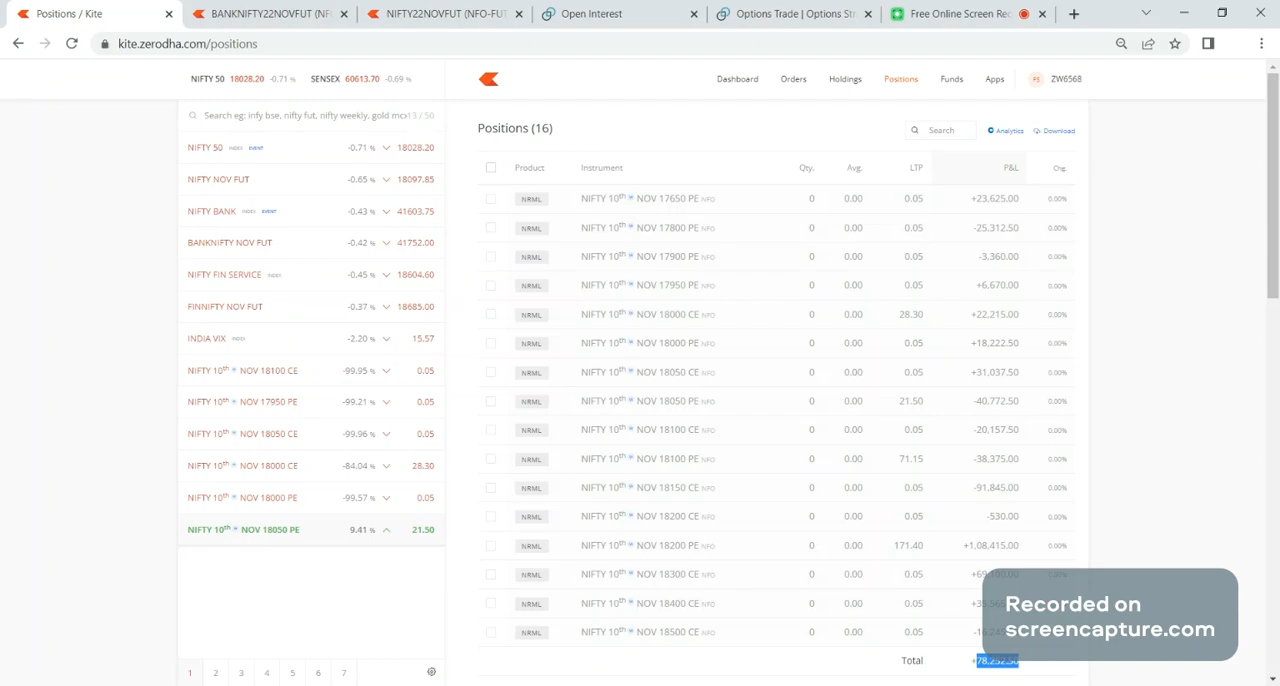 Positions / Kite
BANKNIFTY22NOVFUT (NF
NIFTY22NOVFUT (NFO-FUT
Open Interest
Options Trade | Options Str
Free Online Screen Rec
kite.zerodha.com/positions
NIFTY 50 18028.20 -0.71 % SENSEX 60613.70 -0.69 %
Dashboard Orders Holdings Positions Funds Apps ZW6568
Search eg: infy bse, nifty fut, nifty weekly, gold mcx 13 / 50
NIFTY 50 INDEX EVENT -0.71 % 18028.20
NIFTY NOV FUT -0.65 % 18097.85
NIFTY BANK INDEX EVENT -0.43 % 41603.75
BANKNIFTY NOV FUT -0.42 % 41752.00
NIFTY FIN SERVICE INDEX -0.45 % 18604.60
FINNIFTY NOV FUT -0.37 % 18685.00
INDIA VIX INDEX -2.20 % 15.57
NIFTY 10th NOV 18100 CE -99.95 % 0.05
NIFTY 10th NOV 17950 PE -99.21 % 0.05
NIFTY 10th NOV 18050 CE -99.96 % 0.05
NIFTY 10th NOV 18000 CE -84.04 % 28.30
NIFTY 10th NOV 18000 PE -99.57 % 0.05
NIFTY 10th NOV 18050 PE 9.41 % 21.50
1 2 3 4 5 6 7
Positions (16)
Search Analytics Download
Product Instrument Qty. Avg. LTP P&L Chg.
NRML NIFTY 10th NOV 17650 PE NFO 0 0.00 0.05 +23,625.00 0.00%
NRML NIFTY 10th NOV 17800 PE NFO 0 0.00 0.05 -25,312.50 0.00%
NRML NIFTY 10th NOV 17900 PE NFO 0 0.00 0.05 -3,360.00 0.00%
NRML NIFTY 10th NOV 17950 PE NFO 0 0.00 0.05 +6,670.00 0.00%
NRML NIFTY 10th NOV 18000 CE NFO 0 0.00 28.30 +22,215.00 0.00%
NRML NIFTY 10th NOV 18000 PE NFO 0 0.00 0.05 +18,222.50 0.00%
NRML NIFTY 10th NOV 18050 CE NFO 0 0.00 0.05 +31,037.50 0.00%
NRML NIFTY 10th NOV 18050 PE NFO 0 0.00 21.50 -40,772.50 0.00%
NRML NIFTY 10th NOV 18100 CE NFO 0 0.00 0.05 -20,157.50 0.00%
NRML NIFTY 10th NOV 18100 PE NFO 0 0.00 71.15 -38,375.00 0.00%
NRML NIFTY 10th NOV 18150 CE NFO 0 0.00 0.05 -91,845.00 0.00%
NRML NIFTY 10th NOV 18200 CE NFO 0 0.00 0.05 -530.00 0.00%
NRML NIFTY 10th NOV 18200 PE NFO 0 0.00 171.40 +1,08,415.00 0.00%
NRML NIFTY 10th NOV 18300 CE NFO 0 0.00 0.05 0.00%
NRML NIFTY 10th NOV 18400 CE NFO 0 0.00 0.05
NRML NIFTY 10th NOV 18500 CE NFO 0 0.00 0.05
Total
Recorded on
screencapture.com